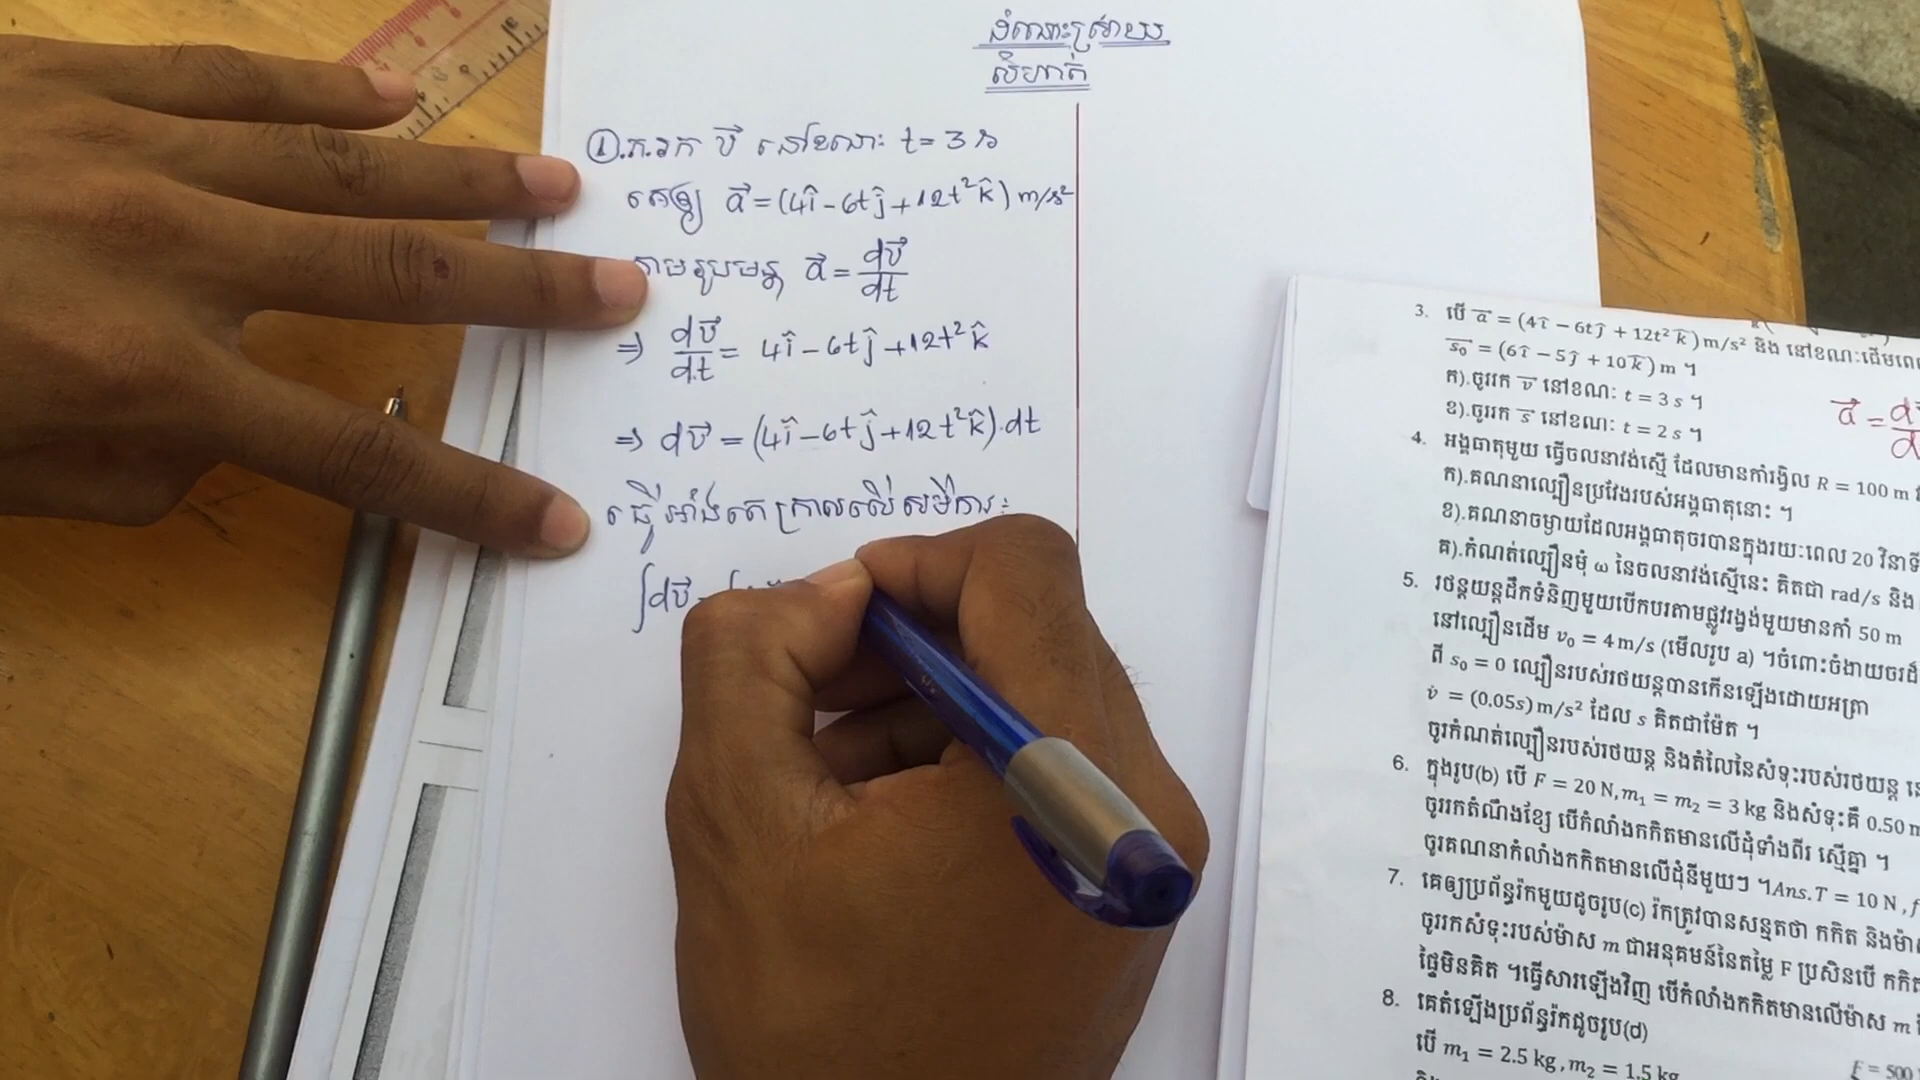 ដំណោះស្រាយ
លំហាត់
①.ក.រក v⃗ នៅខណៈ t = 3 s
គេឲ្យ a⃗ = (4î − 6tĵ + 12t²k̂) m/s²
តាមរូបមន្ត a⃗ = dv⃗/dt
⇒ dv⃗/dt = 4î − 6tĵ + 12t²k̂
⇒ dv⃗ = (4î − 6tĵ + 12t²k̂).dt
ធ្វើអាំងតេក្រាលលើសមីការ:
∫dv⃗ = ∫
3. បើ a⃗ = (4i⃗ − 6tj⃗ + 12t² k⃗) m/s² និង នៅខណៈដើមពេ
s₀⃗ = (6i⃗ − 5j⃗ + 10k⃗) m ។
ក).ចូររក v⃗ នៅខណៈ t = 3 s ។
ខ).ចូររក s⃗ នៅខណៈ t = 2 s ។
a⃗ =
4. អង្គធាតុមួយ ធ្វើចលនាវង់ស្មើ ដែលមានកាំរង្វិល R = 100 m
ក).គណនាល្បឿនប្រវែងរបស់អង្គធាតុនោះ ។
ខ).គណនាចម្ងាយដែលអង្គធាតុចរបានក្នុងរយៈពេល 20 វិនាទី
គ).កំណត់ល្បឿនមុំ ω នៃចលនាវង់ស្មើនេះ គិតជា rad/s និង
5. រថន្តយន្តដឹកទំនិញមួយបើកបរតាមផ្លូវរង្វង់មួយមានកាំ 50 m
នៅល្បឿនដើម v₀ = 4 m/s (មើលរូប a) ។ចំពោះចំងាយចរដ៏
ពី s₀ = 0 ល្បឿនរបស់រថយន្តបានកើនឡើងដោយអត្រា
v̇ = (0.05s) m/s² ដែល s គិតជាម៉ែត ។
ចូរកំណត់ល្បឿនរបស់រថយន្ត និងតំលៃនៃសំទុះរបស់រថយន្ត នៅ
6. ក្នុងរូប(b) បើ F = 20 N, m₁ = m₂ = 3 kg និងសំទុះគឺ 0.50 m
ចូររកតំណឹងខ្សែ បើកំលាំងកកិតមានលើដុំទាំងពីរ ស្មើគ្នា ។
ចូរគណនាកំលាំងកកិតមានលើដុំនីមួយៗ ។Ans. T = 10 N , f
7. គេឲ្យប្រព័ន្ធរ៉កមួយដូចរូប(c) រ៉កត្រូវបានសន្មតថា កកិត និងម៉ា
ចូររកសំទុះរបស់ម៉ាស m ជាអនុគមន៍នៃតម្លៃ F ប្រសិនបើ កកិត
ផ្ទៃមិនគិត ។ធ្វើសារឡើងវិញ បើកំលាំងកកិតមានលើម៉ាស m
8. គេតំឡើងប្រព័ន្ធរ៉កដូចរូប(d)
បើ m₁ = 2.5 kg , m₂ = 1.5 kg
F = 500